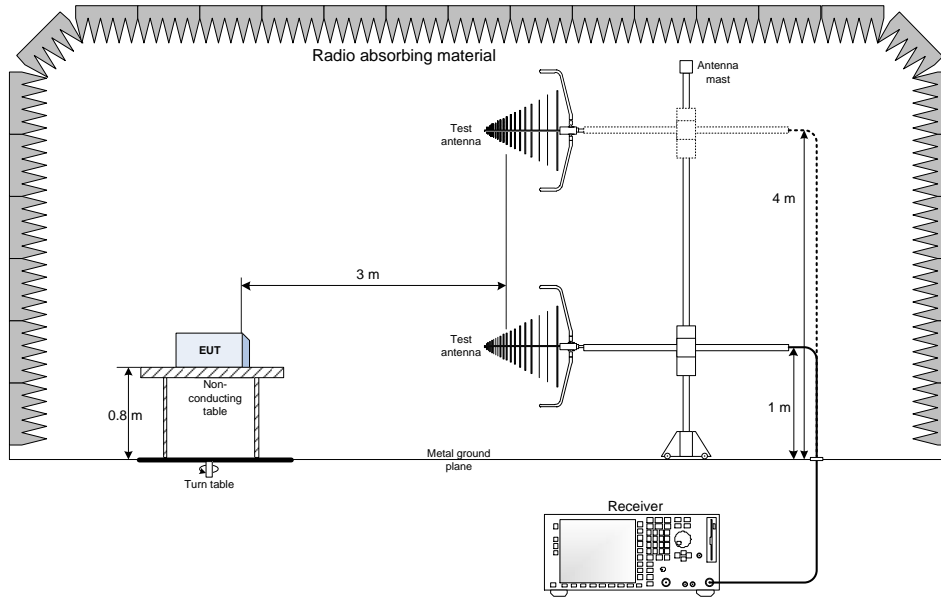 Radio absorbing material
Antenna
mast
Test
antenna
4 m
3 m
Test
antenna
EUT
Non-
conducting
table
0.8 m
1 m
Metal ground
plane
Turn table
Receiver